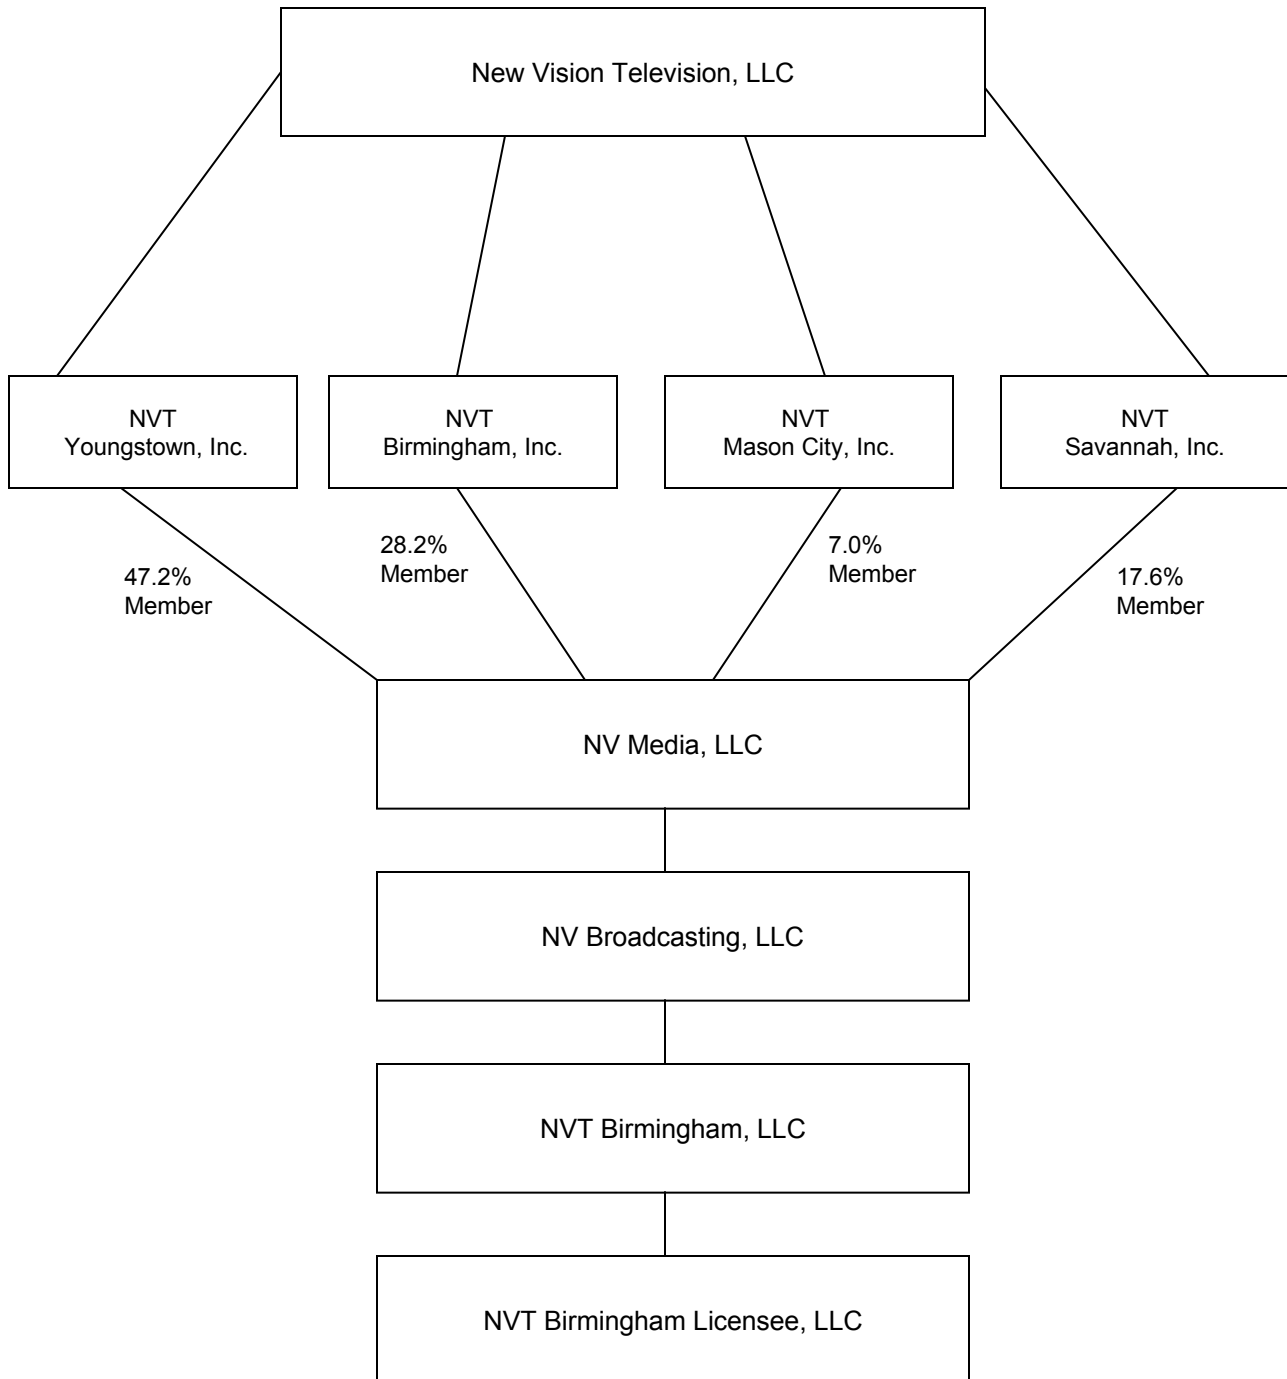 New Vision Television, LLC
NVT
Youngstown, Inc.
NVT
Birmingham, Inc.
NVT
Mason City, Inc.
NVT
Savannah, Inc.
47.2%
Member
28.2%
Member
7.0%
Member
17.6%
Member
NV Media, LLC
NV Broadcasting, LLC
NVT Birmingham, LLC
NVT Birmingham Licensee, LLC